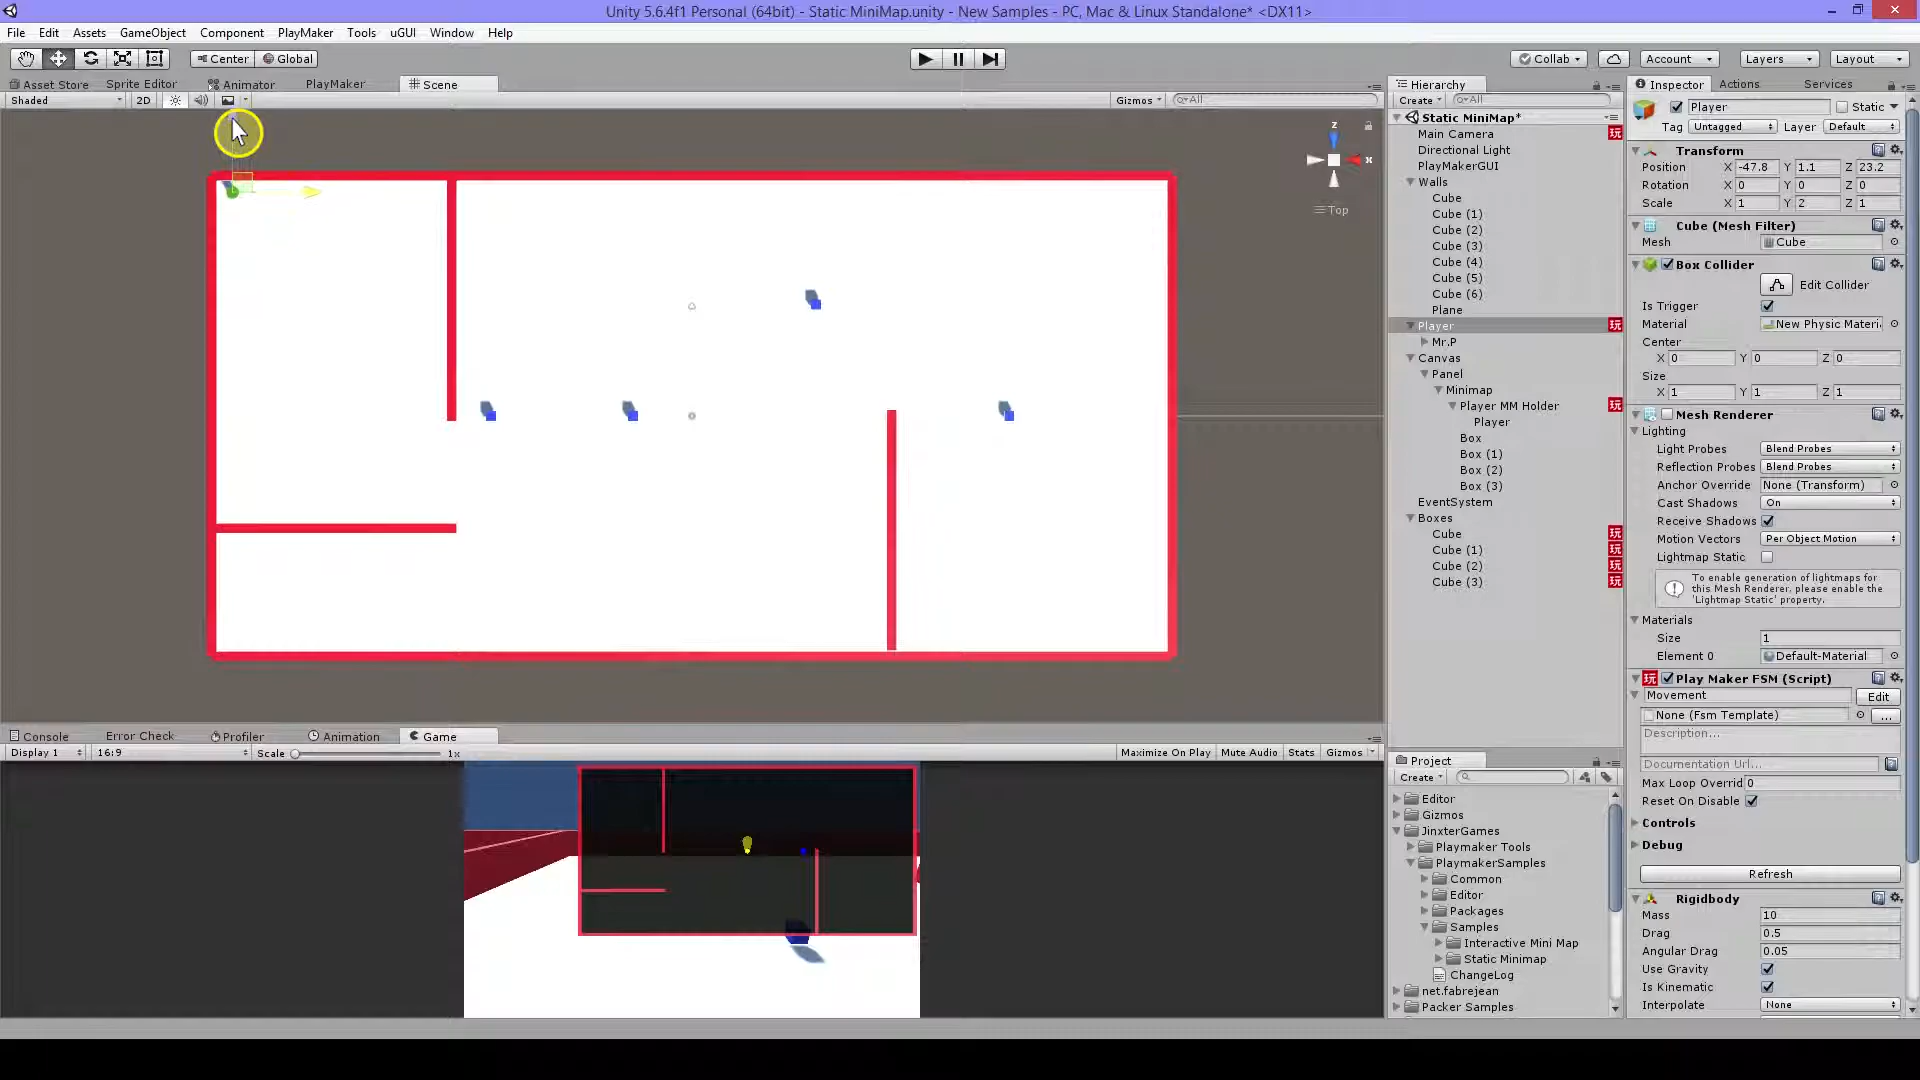 Unity 5.6.4f1 Personal (64bit) - Static MiniMap.unity - New Samples - PC, Mac & Linux Standalone* <DX11>
File Edit Assets GameObject Component PlayMaker Tools uGUI Window Help
Center Global Collab Account Layers Layout
Asset Store Sprite Editor Animator PlayMaker Scene
Shaded 2D Gizmos All
z
x
Top
Console Error Check Profiler Animation Game
Display 1 16:9 Scale 1x Maximize On Play Mute Audio Stats Gizmos
Hierarchy
Create All
Static MiniMap*
Main Camera 玩
Directional Light
PlayMakerGUI
Walls
Cube
Cube (1)
Cube (2)
Cube (3)
Cube (4)
Cube (5)
Cube (6)
Plane
Player 玩
Mr.P
Canvas
Panel
Minimap
Player MM Holder 玩
Player
Box
Box (1)
Box (2)
Box (3)
EventSystem
Boxes
Cube 玩
Cube (1) 玩
Cube (2) 玩
Cube (3) 玩
Project
Create
Editor
Gizmos
JinxterGames
Playmaker Tools
PlaymakerSamples
Common
Editor
Packages
Samples
Interactive Mini Map
Static Minimap
ChangeLog
net.fabrejean
Packer Samples
Inspector Actions Services
Player Static
Tag Untagged Layer Default
Transform
Position X -47.8 Y 1.1 Z 23.2
Rotation X 0 Y 0 Z 0
Scale X 1 Y 2 Z 1
Cube (Mesh Filter)
Mesh Cube
Box Collider
Edit Collider
Is Trigger
Material New Physic Materi
Center
X 0 Y 0 Z 0
Size
X 1 Y 1 Z 1
Mesh Renderer
Lighting
Light Probes Blend Probes
Reflection Probes Blend Probes
Anchor Override None (Transform)
Cast Shadows On
Receive Shadows
Motion Vectors Per Object Motion
Lightmap Static
To enable generation of lightmaps for
this Mesh Renderer, please enable the
'Lightmap Static' property.
Materials
Size 1
Element 0 Default-Material
玩 Play Maker FSM (Script)
Movement Edit
None (Fsm Template) ...
Description...
Documentation Url...
Max Loop Overrid 0
Reset On Disable
Controls
Debug
Refresh
Rigidbody
Mass 10
Drag 0.5
Angular Drag 0.05
Use Gravity
Is Kinematic
Interpolate None